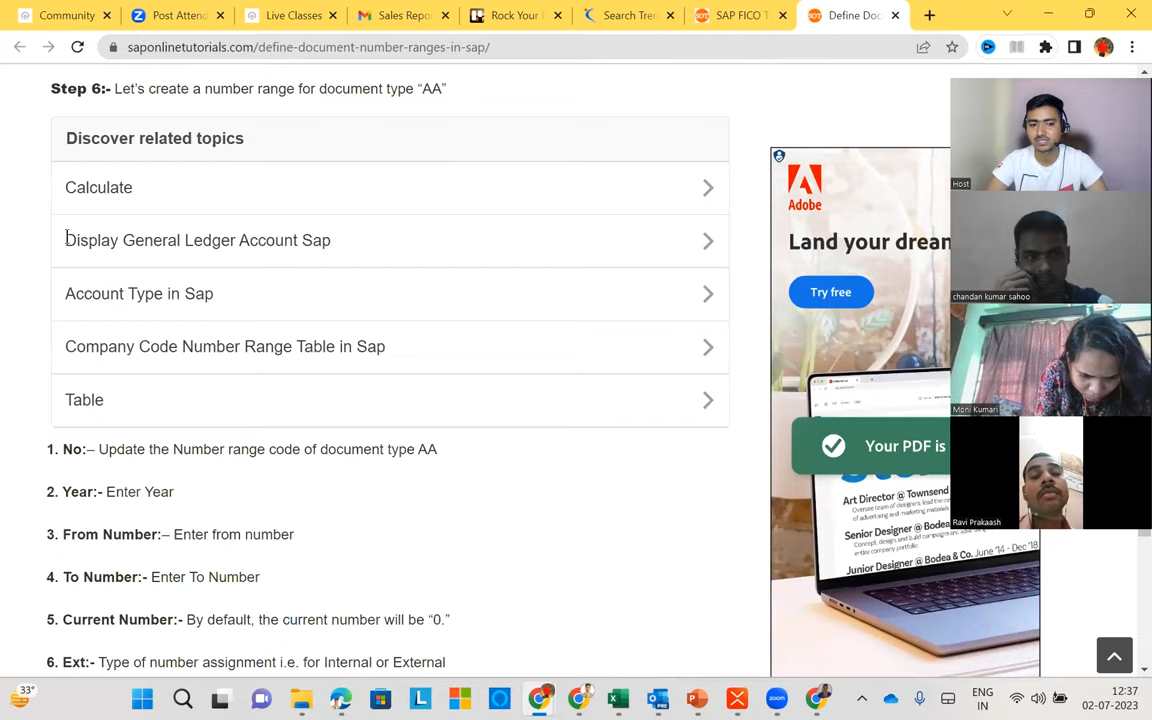 Community
Post Attend
Live Classes
Gmail Sales Repo
Rock Your
Search Tren
SAP FICO T
Define Doc
saponlinetutorials.com/define-document-number-ranges-in-sap/
Step 6:- Let's create a number range for document type “AA”
Discover related topics
Calculate
Display General Ledger Account Sap
Account Type in Sap
Company Code Number Range Table in Sap
Table
1. No:– Update the Number range code of document type AA
2. Year:- Enter Year
3. From Number:– Enter from number
4. To Number:- Enter To Number
5. Current Number:- By default, the current number will be “0.”
6. Ext:- Type of number assignment i.e. for Internal or External
Adobe
Land your dream
Try free
Your PDF is
Art Director @ Townsend
Senior Designer @ Bodea
Junior Designer @ Bodea & Co. June '14 - Dec '18
Host
chandan kumar sahoo
Moni Kumari
Ravi Prakaash
33°
ENG
IN
12:37
02-07-2023